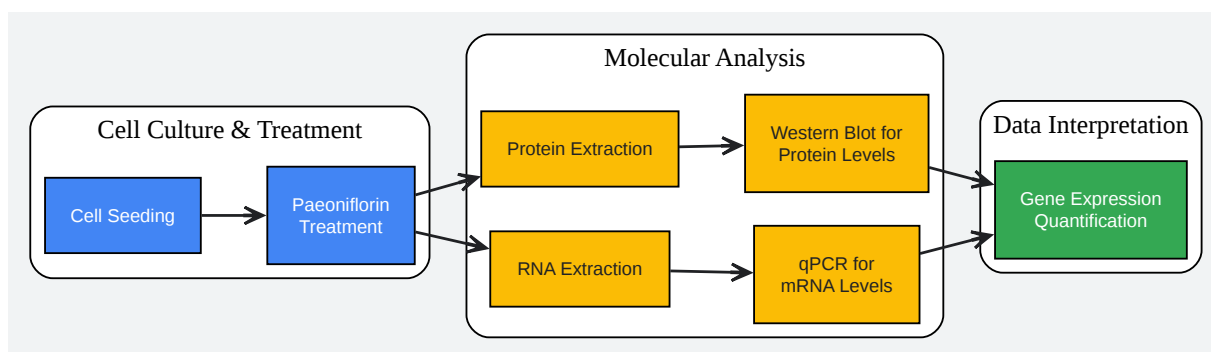 Cell Culture & Treatment
Cell Seeding
Paeoniflorin
Treatment
Molecular Analysis
Protein Extraction
Western Blot for
Protein Levels
RNA Extraction
qPCR for
mRNA Levels
Data Interpretation
Gene Expression
Quantification